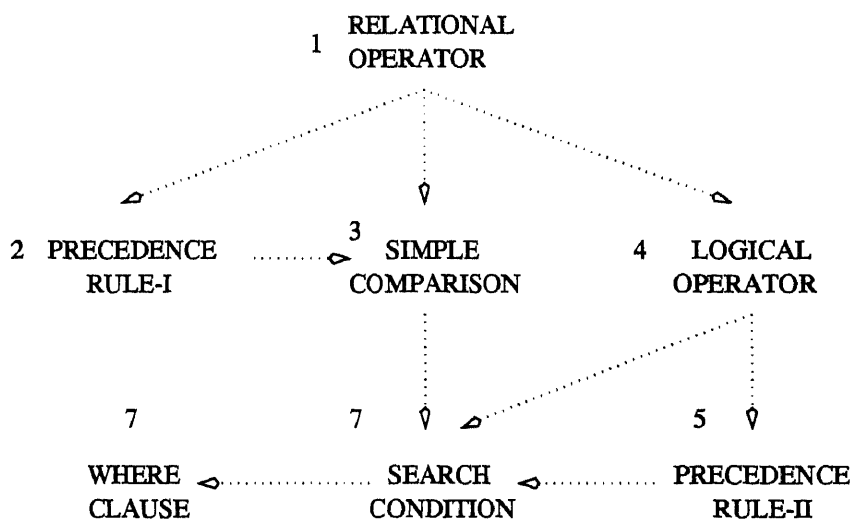 1 RELATIONAL
OPERATOR
2 PRECEDENCE
RULE-I
3 SIMPLE
COMPARISON
4 LOGICAL
OPERATOR
7 WHERE
CLAUSE
7 SEARCH
CONDITION
5 PRECEDENCE
RULE-II